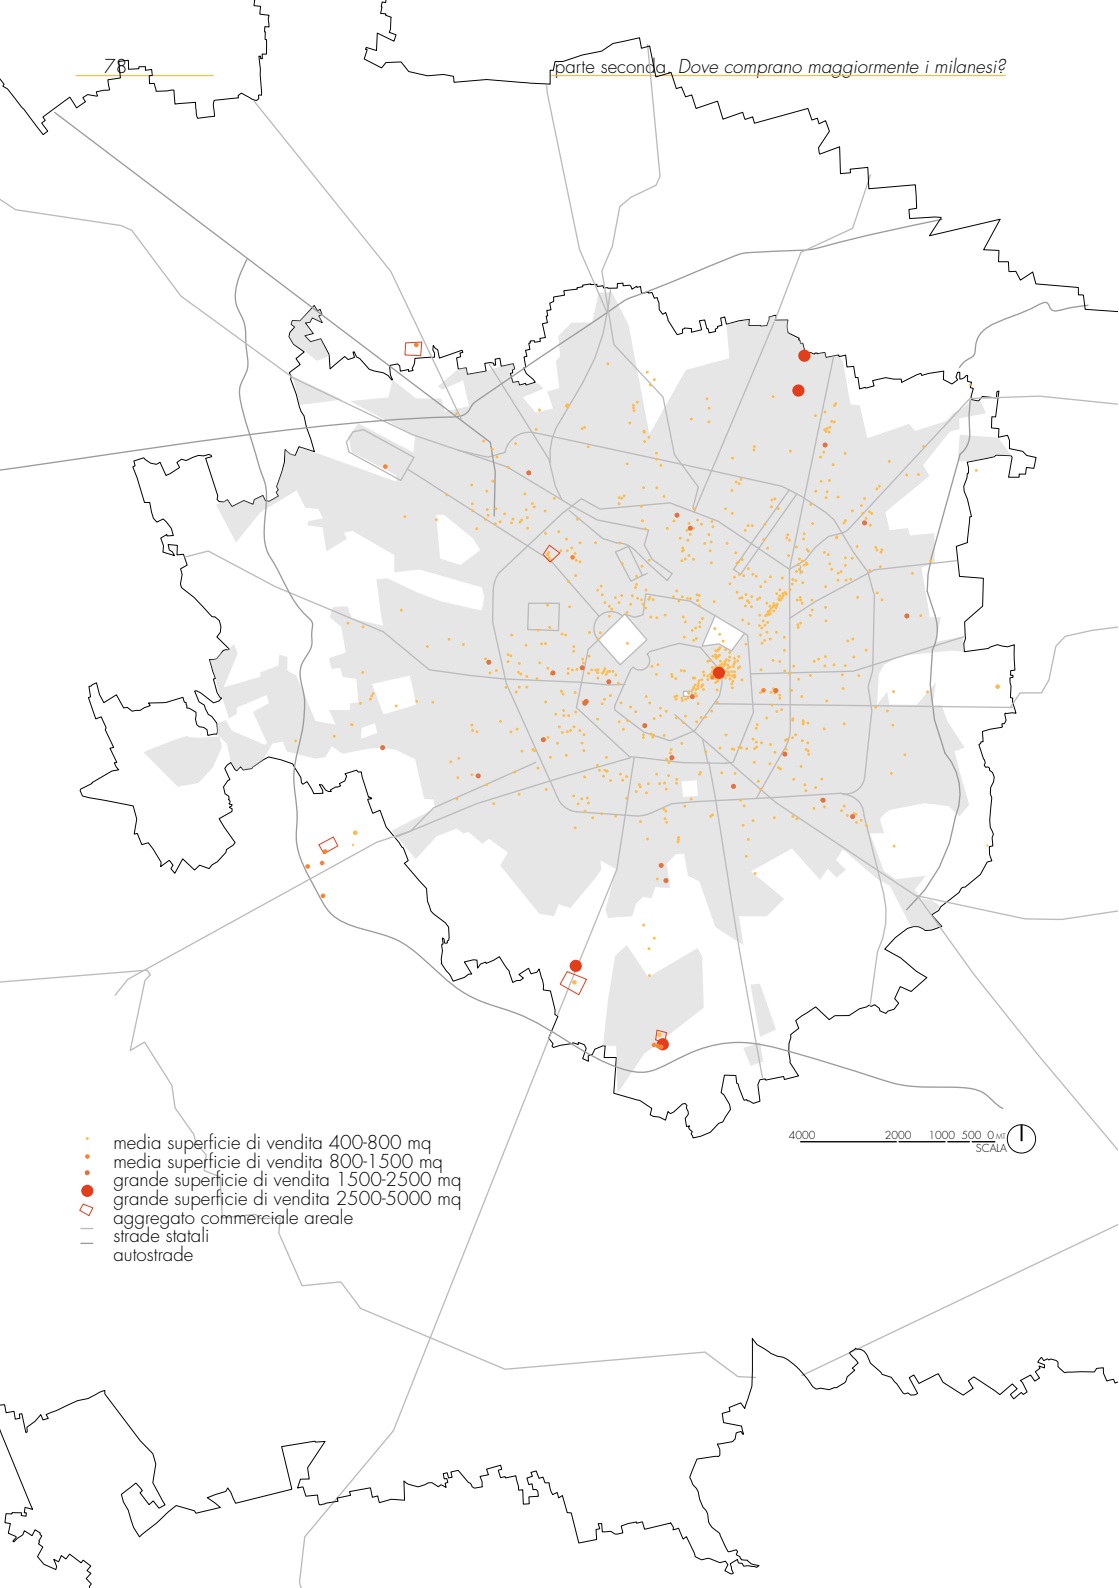 78
parte seconda Dove comprano maggiormente i milanesi?
4000 2000 1000 500 0 MT
SCALA
media superficie di vendita 400-800 mq
media superficie di vendita 800-1500 mq
grande superficie di vendita 1500-2500 mq
grande superficie di vendita 2500-5000 mq
aggregato commerciale areale
strade statali
autostrade